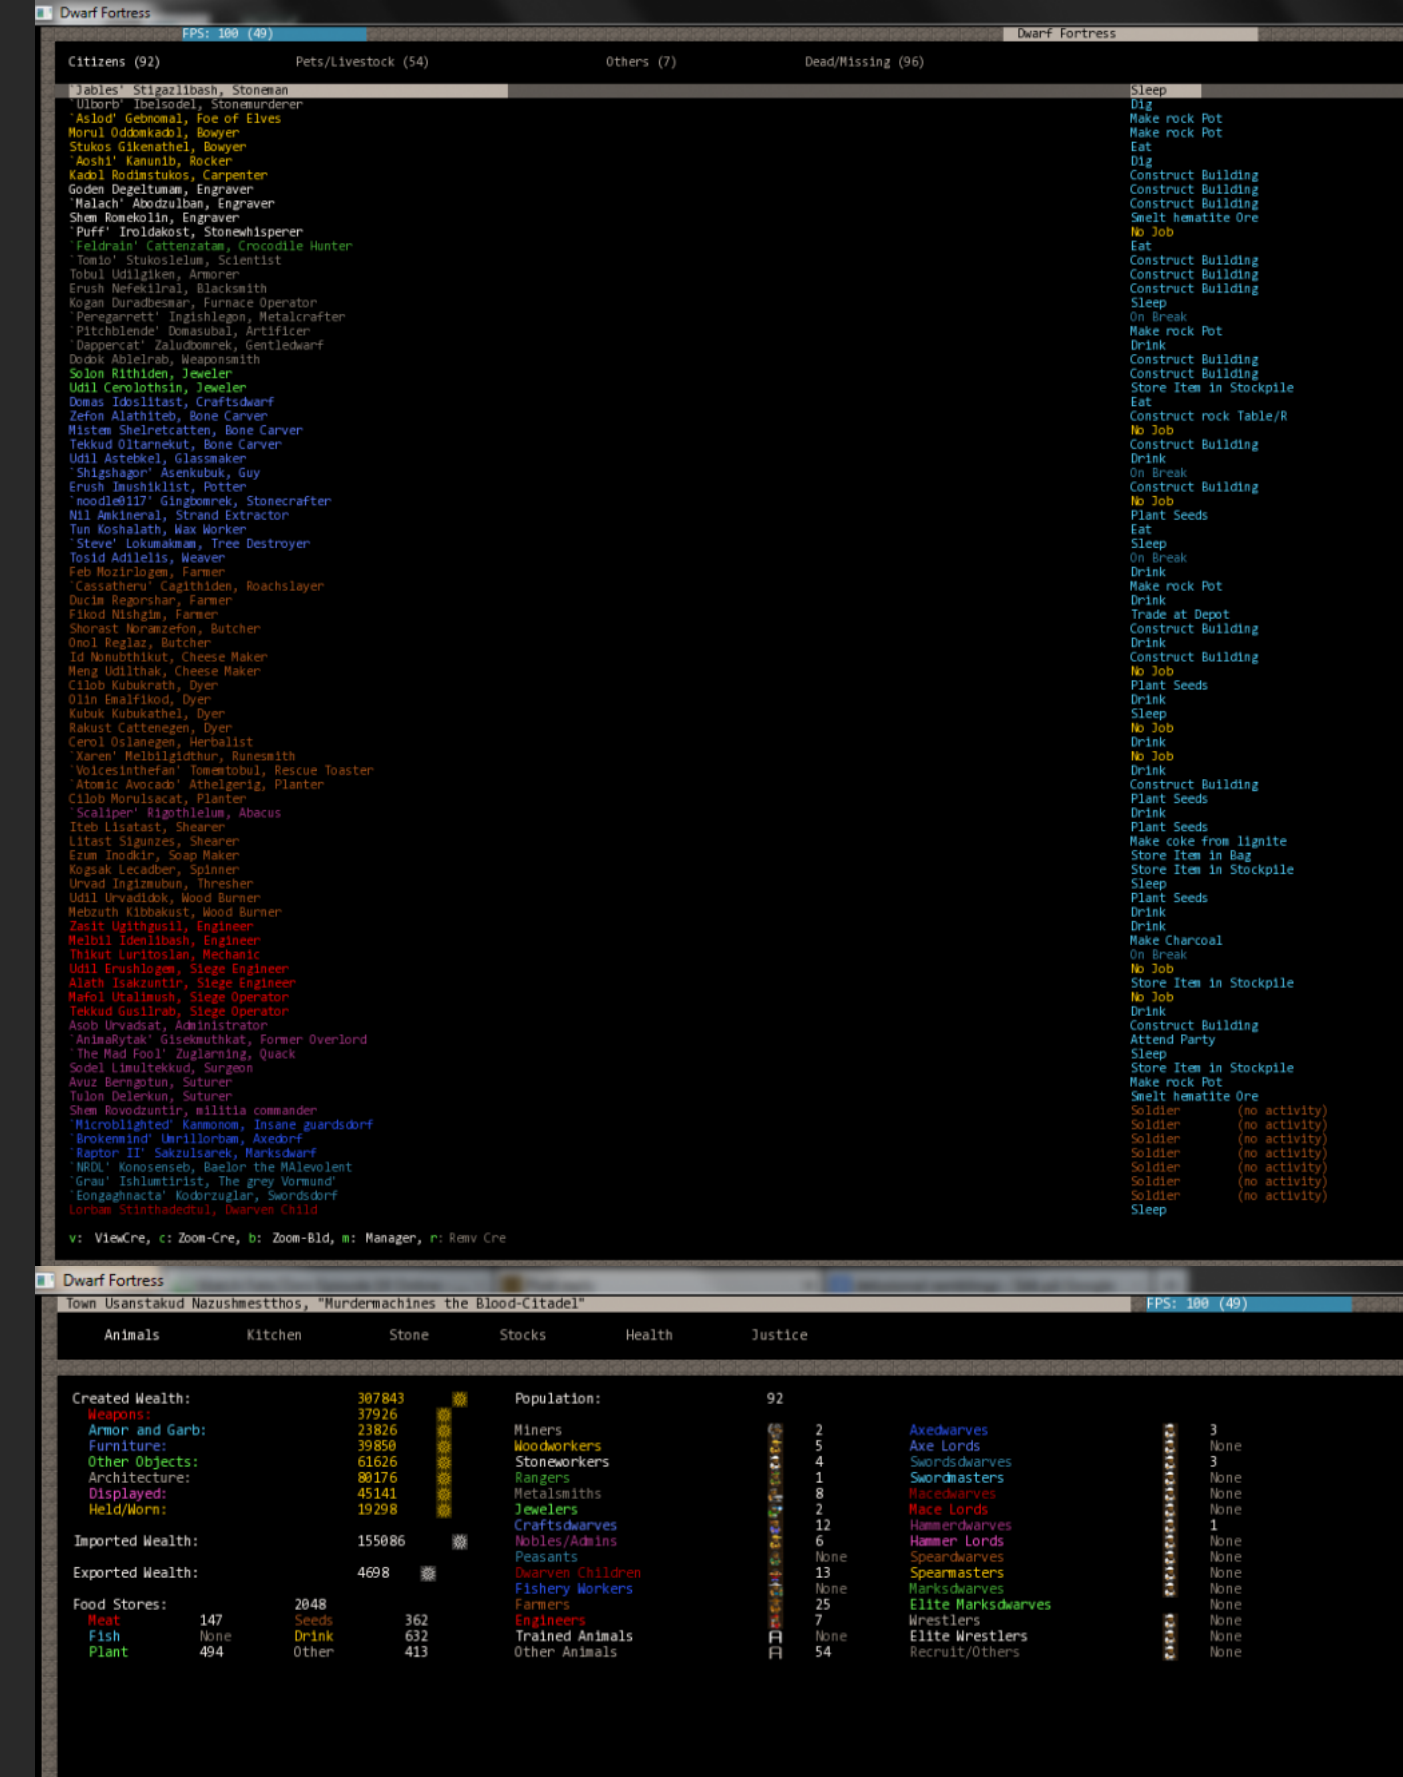 Dwarf Fortress
FPS: 100 (49) Dwarf Fortress
Citizens (92) Pets/Livestock (54) Others (7) Dead/Missing (96)
`Jables' Stigazlibash, Stoneman Sleep
`Ulborb' Ibelsodel, Stonemurderer Dig
`Aslod' Gebnomal, Foe of Elves Make rock Pot
Morul Oddomkadol, Bowyer Make rock Pot
Stukos Gikenathel, Bowyer Eat
`Aoshi' Kanunib, Rocker Dig
Kadol Rodimstukos, Carpenter Construct Building
Goden Degeltumam, Engraver Construct Building
`Malach' Abodzulban, Engraver Construct Building
Shem Romekolin, Engraver Smelt hematite Ore
`Puff' Iroldakost, Stonewhisperer No Job
`Feldrain' Cattenzatam, Crocodile Hunter Eat
`Tomio' Stukoslelum, Scientist Construct Building
Tobul Udilgiken, Armorer Construct Building
Erush Nefekilral, Blacksmith Construct Building
Kogan Duradbesmar, Furnace Operator Sleep
`Peregarrett' Ingishlegon, Metalcrafter On Break
`Pitchblende' Domasubal, Artificer Make rock Pot
`Dappercat' Zaludbomrek, Gentledwarf Drink
Dodok Ablelrab, Weaponsmith Construct Building
Solon Rithiden, Jeweler Construct Building
Udil Cerolothsin, Jeweler Store Item in Stockpile
Domas Idoslitast, Craftsdwarf Eat
Zefon Alathiteb, Bone Carver Construct rock Table/R
Mistem Shelretcatten, Bone Carver No Job
Tekkud Oltarnekut, Bone Carver Construct Building
Udil Astebkel, Glassmaker Drink
`Shigshagor' Asenkubuk, Guy On Break
Erush Imushiklist, Potter Construct Building
`noodle0117' Gingbomrek, Stonecrafter No Job
Nil Amkineral, Strand Extractor Plant Seeds
Tun Koshalath, Wax Worker Eat
`Steve' Lokumakmam, Tree Destroyer Sleep
Tosid Adilelis, Weaver On Break
Feb Mozirlogem, Farmer Drink
`Cassatheru' Cagithiden, Roachslayer Make rock Pot
Ducim Regorshar, Farmer Drink
Fikod Nishgim, Farmer Trade at Depot
Shorast Noramzefon, Butcher Construct Building
Onol Reglaz, Butcher Drink
Id Nonubthikut, Cheese Maker Construct Building
Meng Udilthak, Cheese Maker No Job
Cilob Kubukrath, Dyer Plant Seeds
Olin Emalfikod, Dyer Drink
Kubuk Kubukathel, Dyer Sleep
Rakust Cattenegen, Dyer No Job
Cerol Oslanegen, Herbalist Drink
`Xaren' Melbilgidthur, Runesmith No Job
`Voicesinthefan' Tomemtobul, Rescue Toaster Drink
`Atomic Avocado' Athelgerig, Planter Construct Building
Cilob Morulsacat, Planter Plant Seeds
`Scaliper' Rigothlelum, Abacus Drink
Iteb Lisatast, Shearer Plant Seeds
Litast Sigunzes, Shearer Make coke from lignite
Ezum Inodkir, Soap Maker Store Item in Bag
Kogsak Lecadber, Spinner Store Item in Stockpile
Urvad Ingizmubun, Thresher Sleep
Udil Urvadidok, Wood Burner Plant Seeds
Mebzuth Kibbakust, Wood Burner Drink
Zasit Ugithgusil, Engineer Drink
Melbil Idenlibash, Engineer Make Charcoal
Thikut Luritoslan, Mechanic On Break
Udil Erushlogem, Siege Engineer No Job
Alath Isakzuntir, Siege Engineer Store Item in Stockpile
Mafol Utalimush, Siege Operator No Job
Tekkud Gusilrab, Siege Operator Drink
Asob Urvadsat, Administrator Construct Building
`AnimaRytak' Gisekmuthkat, Former Overlord Attend Party
`The Mad Fool' Zuglarning, Quack Sleep
Sodel Limultekkud, Surgeon Store Item in Stockpile
Avuz Berngotun, Suturer Make rock Pot
Tulon Delerkun, Suturer Smelt hematite Ore
Shem Rovodzuntir, militia commander Soldier (no activity)
`Microblighted' Kanmonom, Insane guardsdorf Soldier (no activity)
`Brokenmind' Umrillorbam, Axedorf Soldier (no activity)
`Raptor II' Sakzulsarek, Marksdwarf Soldier (no activity)
`NRDL' Konosenseb, Baelor the MAlevolent Soldier (no activity)
`Grau' Ishlumtirist, The grey Vormund' Soldier (no activity)
`Eongaghnacta' Kodorzuglar, Swordsdorf Soldier (no activity)
Lorbam Stinthadedtul, Dwarven Child Sleep
v: ViewCre, c: Zoom-Cre, b: Zoom-Bld, m: Manager, r: Remv Cre
Dwarf Fortress
Town Usanstakud Nazushmestthos, "Murdermachines the Blood-Citadel" FPS: 100 (49)
Animals Kitchen Stone Stocks Health Justice
Created Wealth: 307843 Population: 92
Weapons: 37926
Armor and Garb: 23826 Miners 2 Axedwarves 3
Furniture: 39850 Woodworkers 5 Axe Lords None
Other Objects: 61626 Stoneworkers 4 Swordsdwarves 3
Architecture: 80176 Rangers 1 Swordmasters None
Displayed: 45141 Metalsmiths 8 Macedwarves None
Held/Worn: 19298 Jewelers 2 Mace Lords None
Craftsdwarves 12 Hammerdwarves 1
Imported Wealth: 155086 Nobles/Admins 6 Hammer Lords None
Peasants None Speardwarves None
Exported Wealth: 4698 Dwarven Children 13 Spearmasters None
Fishery Workers None Marksdwarves None
Food Stores: 2048 Farmers 25 Elite Marksdwarves None
Meat 147 Seeds 362 Engineers 7 Wrestlers None
Fish None Drink 632 Trained Animals None Elite Wrestlers None
Plant 494 Other 413 Other Animals 54 Recruit/Others None